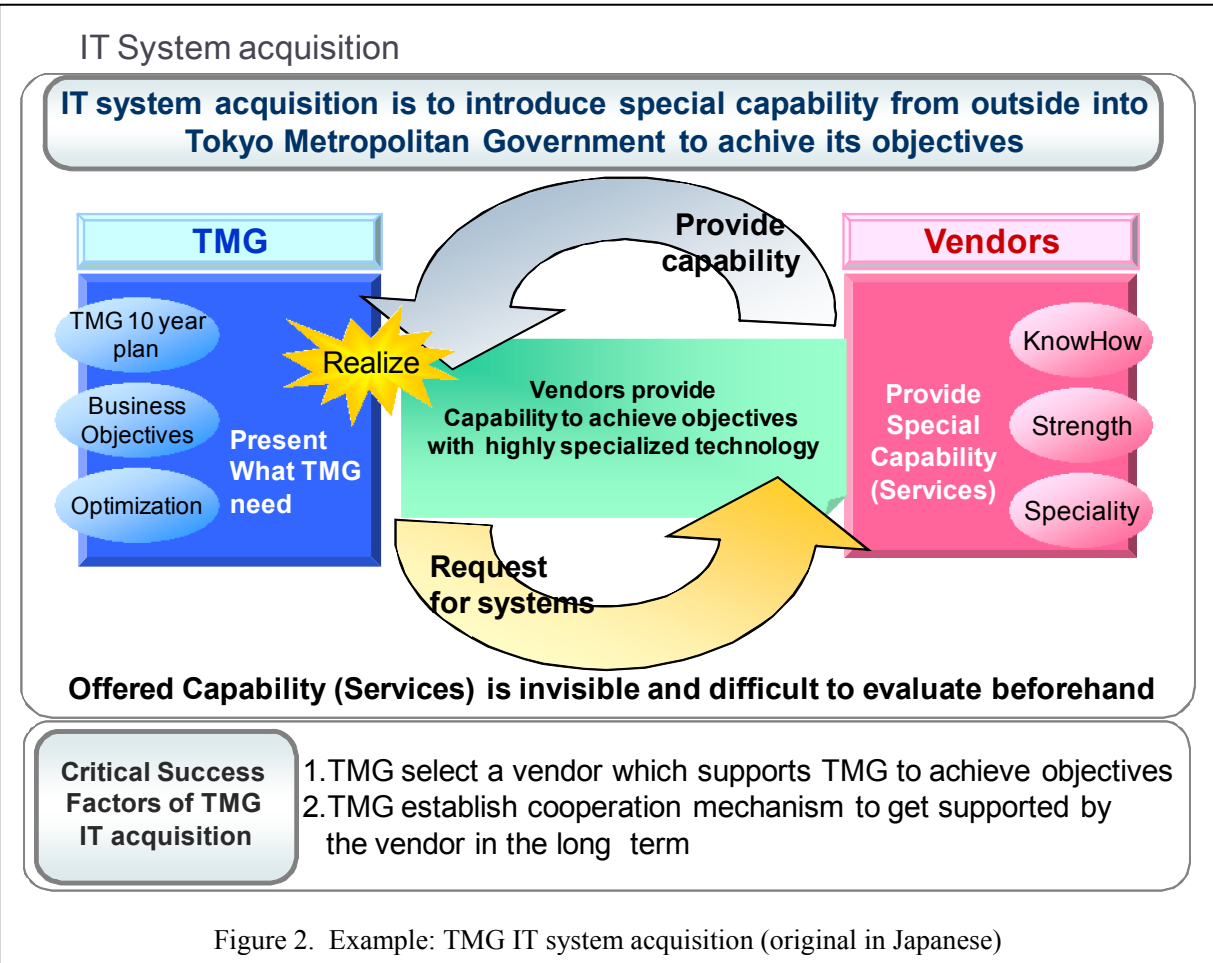 IT System acquisition
IT system acquisition is to introduce special capability from outside into
Tokyo Metropolitan Government to achive its objectives
TMG
Provide
capability
Vendors
TMG 10 year
plan
Business
Objectives
Optimization
Present
What TMG
need
Realize
Vendors provide
Capability to achieve objectives
with highly specialized technology
Provide
Special
Capability
(Services)
KnowHow
Strength
Speciality
Request
for systems
Offered Capability (Services) is invisible and difficult to evaluate beforehand
Critical Success
Factors of TMG
IT acquisition
1.TMG select a vendor which supports TMG to achieve objectives
2.TMG establish cooperation mechanism to get supported by
the vendor in the long term
Figure 2. Example: TMG IT system acquisition (original in Japanese)